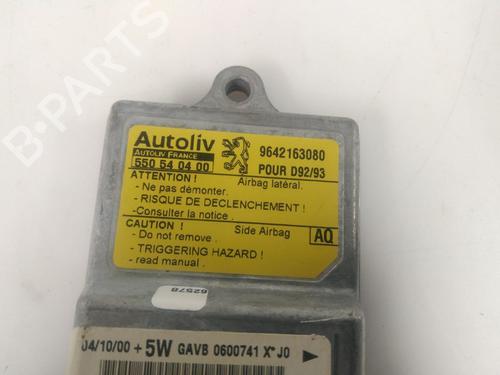 Autoliv
AUTOLIV FRANCE
550 54 04 00
9642163080
POUR D92/93
ATTENTION ! Airbag latéral.
- Ne pas démonter.
- RISQUE DE DECLENCHEMENT !
-Consulter la notice .
CAUTION ! Side Airbag AQ
- Do not remove .
- TRIGGERING HAZARD !
- read manual .
62578
04/10/00 + 5W GAVB 0600741 X* J0
B-PARTS